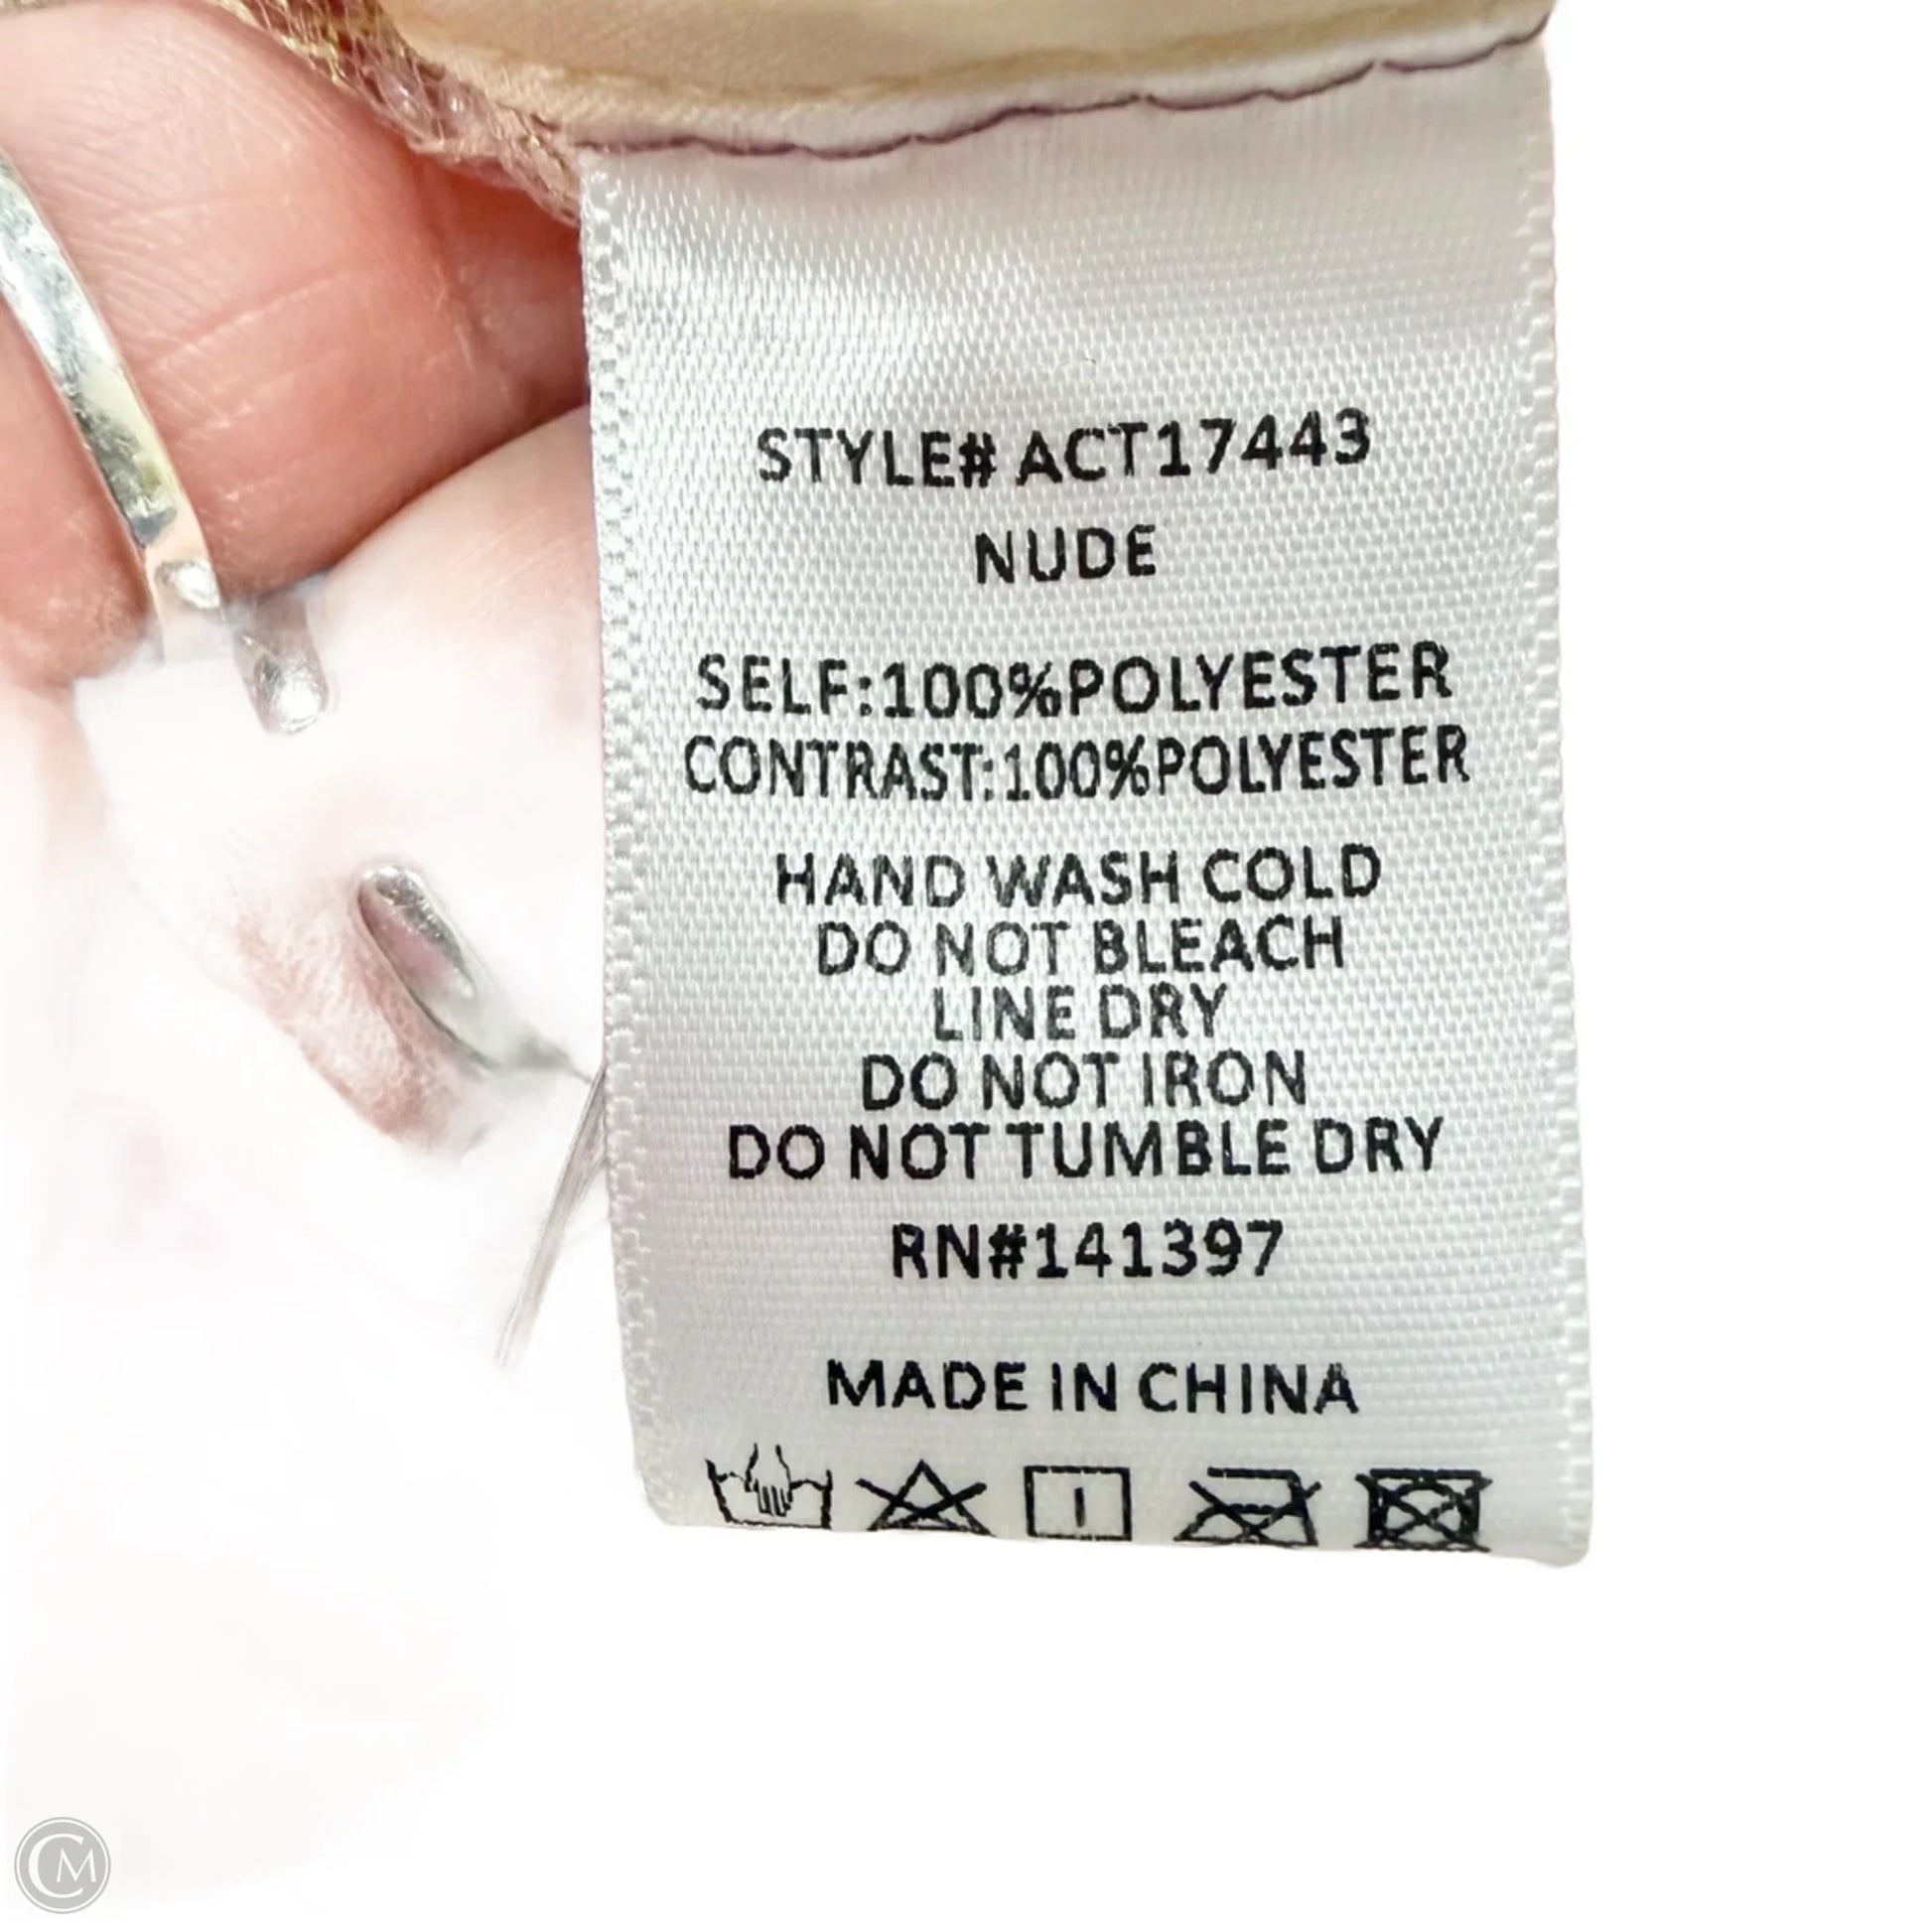 STYLE# ACT17443
NUDE
SELF:100%POLYESTER
CONTRAST:100%POLYESTER
HAND WASH COLD
DO NOT BLEACH
LINE DRY
DO NOT IRON
DO NOT TUMBLE DRY
RN#141397
MADE IN CHINA
CM